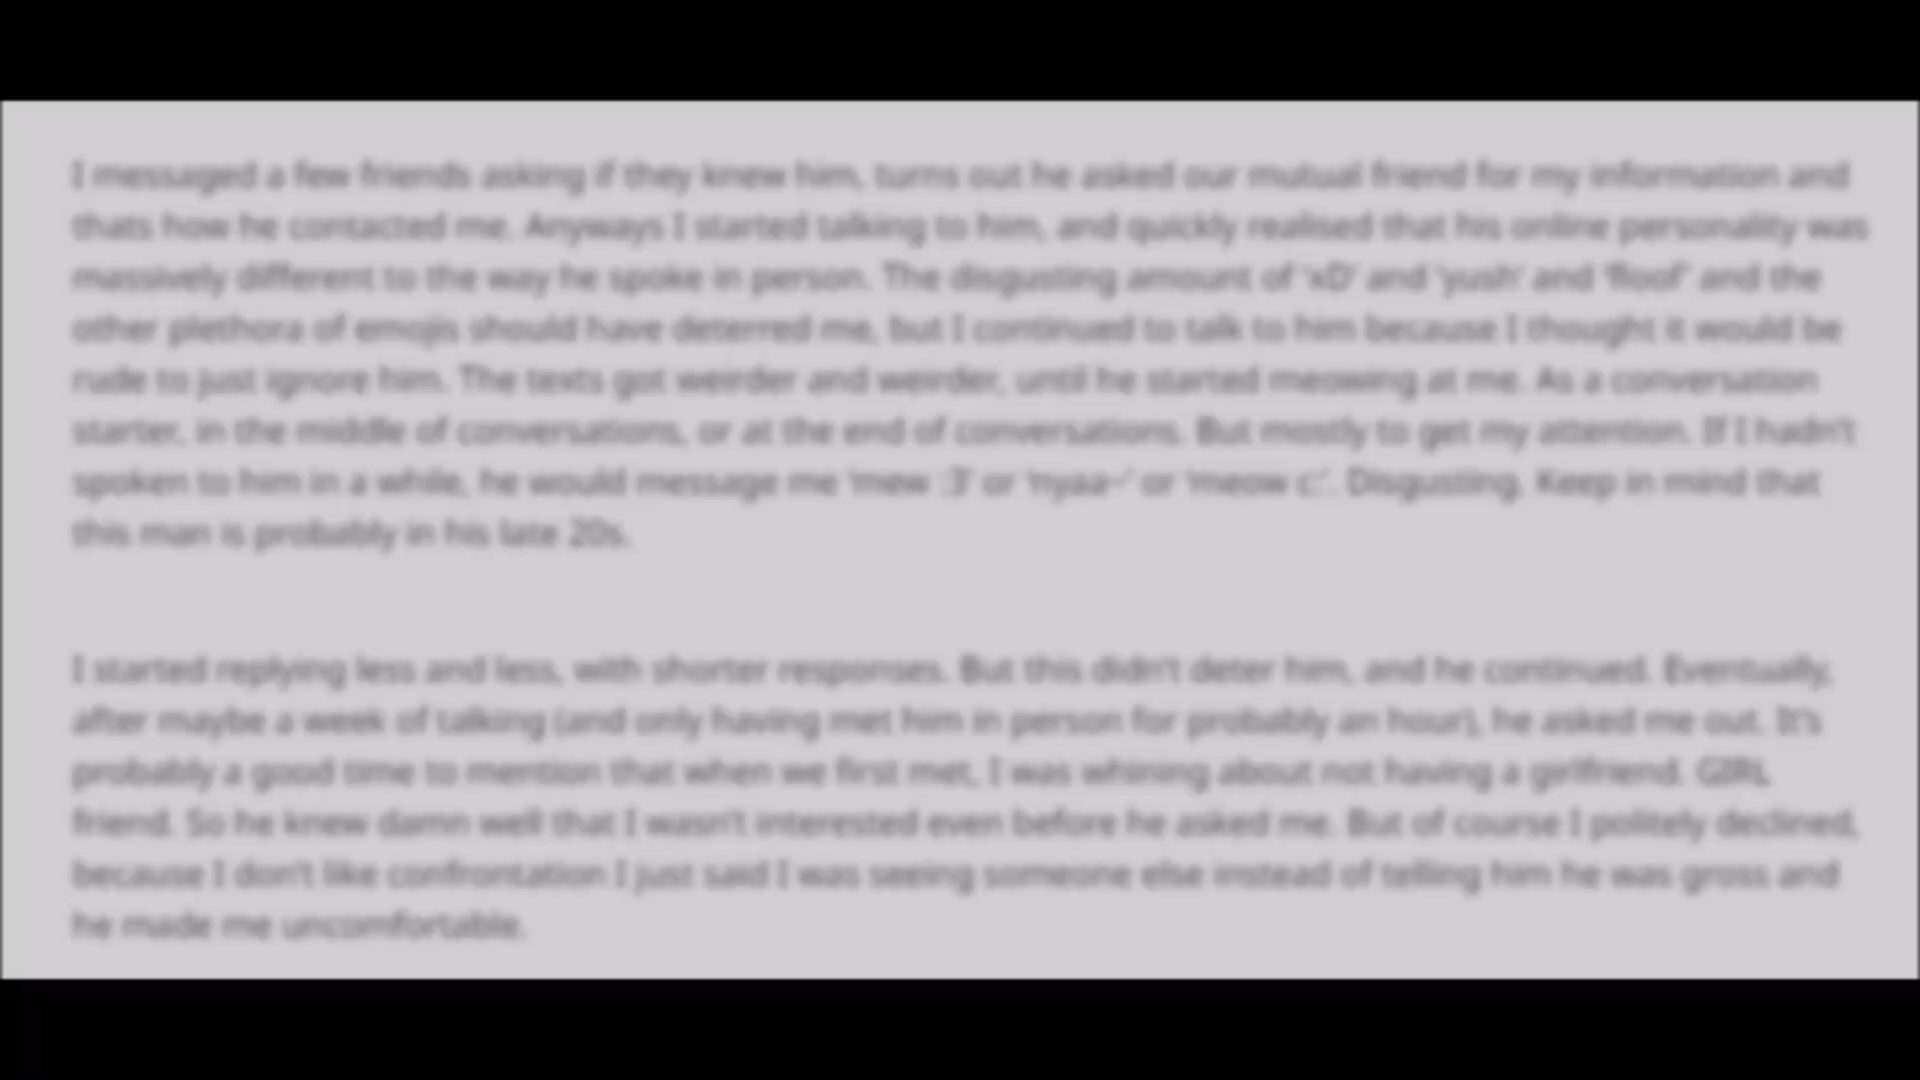 I messaged a few friends asking if they knew him, turns out he asked our mutual friend for my information and
thats how he contacted me. Anyways I started talking to him, and quickly realised that his online personality was
massively different to the way he spoke in person. The disgusting amount of 'xD' and 'yush' and 'floof' and the
other plethora of emojis should have deterred me, but I continued to talk to him because I thought it would be
rude to just ignore him. The texts got weirder and weirder, until he started meowing at me. As a conversation
starter, in the middle of conversations, or at the end of conversations. But mostly to get my attention. If I hadn't
spoken to him in a while, he would message me 'mew :3' or 'nyaa~' or 'meow c:'. Disgusting. Keep in mind that
this man is probably in his late 20s.
I started replying less and less, with shorter responses. But this didn't deter him, and he continued. Eventually,
after maybe a week of talking (and only having met him in person for probably an hour), he asked me out. It's
probably a good time to mention that when we first met, I was whining about not having a girlfriend. GIRL
friend. So he knew damn well that I wasn't interested even before he asked me. But of course I politely declined,
because I don't like confrontation I just said I was seeing someone else instead of telling him he was gross and
he made me uncomfortable.